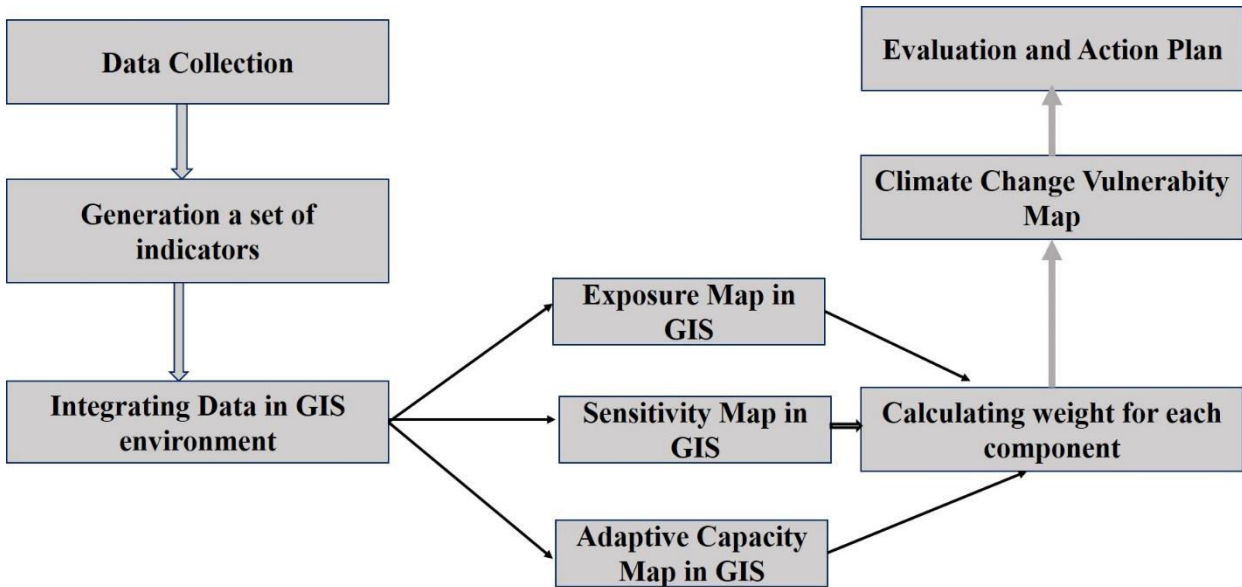 Data Collection
Generation a set of
indicators
Integrating Data in GIS
environment
Exposure Map in
GIS
Sensitivity Map in
GIS
Adaptive Capacity
Map in GIS
Calculating weight for each
component
Climate Change Vulnerabity
Map
Evaluation and Action Plan